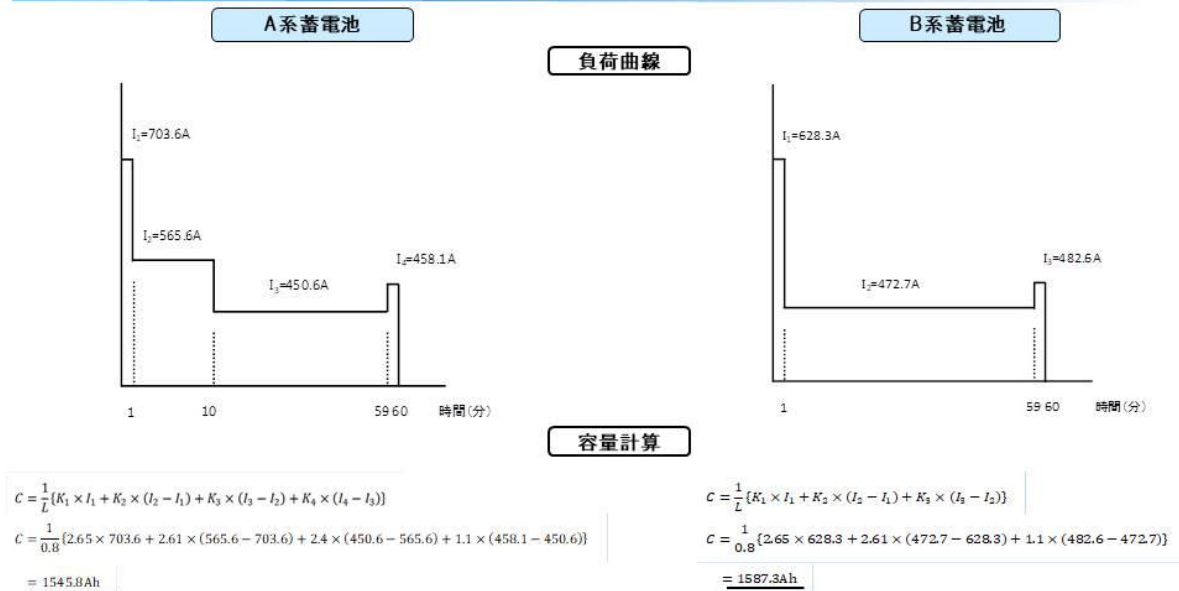 A系蓄電池
B系蓄電池
負荷曲線
I₁=703.6A
I₂=565.6A
I₃=450.6A
I₄=458.1A
1 10 59 60 時間(分)
I₁=628.3A
I₂=472.7A
I₃=482.6A
1 59 60 時間(分)
容量計算
C = 1/L {K₁ × I₁ + K₂ × (I₂ − I₁) + K₃ × (I₃ − I₂) + K₄ × (I₄ − I₃)}
C = 1/0.8 {2.65 × 703.6 + 2.61 × (565.6 − 703.6) + 2.4 × (450.6 − 565.6) + 1.1 × (458.1 − 450.6)}
= 1545.8Ah
C = 1/L {K₁ × I₁ + K₂ × (I₂ − I₁) + K₃ × (I₃ − I₂)}
C = 1/0.8 {2.65 × 628.3 + 2.61 × (472.7 − 628.3) + 1.1 × (482.6 − 472.7)}
= 1587.3Ah